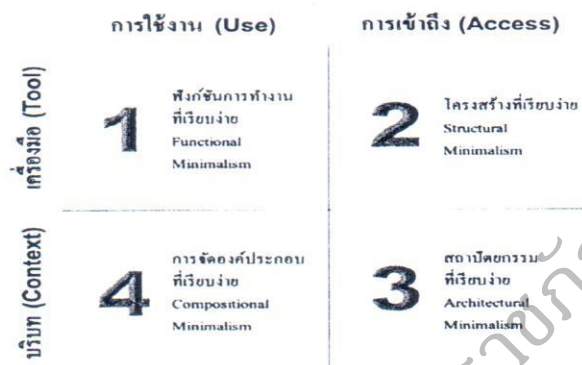 การใช้งาน (Use)
การเข้าถึง (Access)
เครื่องมือ (Tool)
1
ฟังก์ชันการทำงาน
ที่เรียบง่าย
Functional
Minimalism
2
โครงสร้างที่เรียบง่าย
Structural
Minimalism
บริบท (Context)
4
การจัดองค์ประกอบ
ที่เรียบง่าย
Compositional
Minimalism
3
สถาปัตยกรรม
ที่เรียบง่าย
Architectural
Minimalism